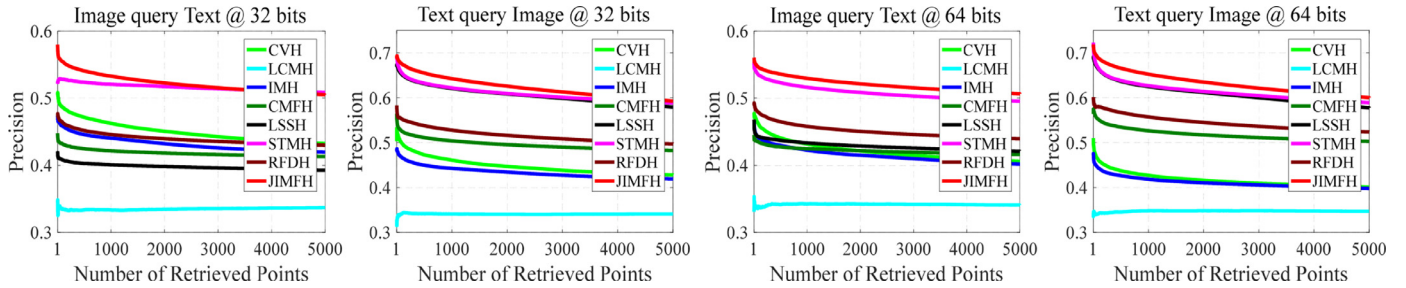 Image query Text @ 32 bits
0.6
0.5
0.4
0.3
Precision
CVH
LCMH
IMH
CMFH
LSSH
STMH
RFDH
JIMFH
1 1000 2000 3000 4000 5000
Number of Retrieved Points
Text query Image @ 32 bits
0.7
0.6
0.5
0.4
0.3
Precision
CVH
LCMH
IMH
CMFH
LSSH
STMH
RFDH
JIMFH
1 1000 2000 3000 4000 5000
Number of Retrieved Points
Image query Text @ 64 bits
0.6
0.5
0.4
0.3
Precision
CVH
LCMH
IMH
CMFH
LSSH
STMH
RFDH
JIMFH
1 1000 2000 3000 4000 5000
Number of Retrieved Points
Text query Image @ 64 bits
0.7
0.6
0.5
0.4
0.3
Precision
CVH
LCMH
IMH
CMFH
LSSH
STMH
RFDH
JIMFH
1 1000 2000 3000 4000 5000
Number of Retrieved Points